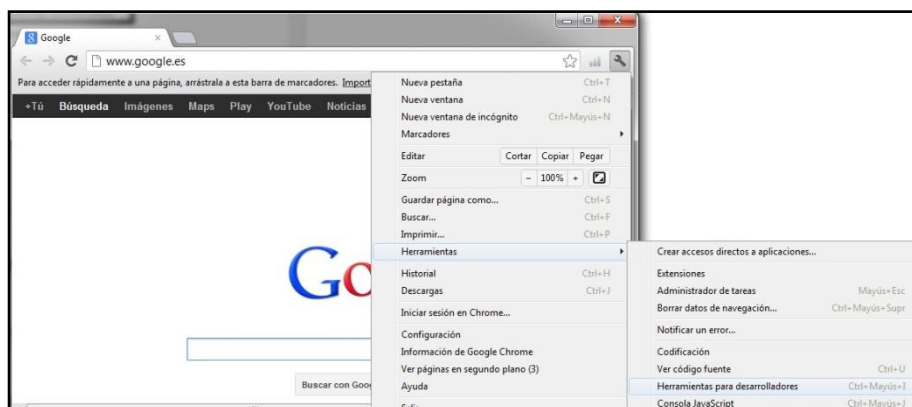 Google
www.google.es
Para acceder rápidamente a una página, arrástrala a esta barra de marcadores. Import
+Tú Búsqueda Imágenes Maps Play YouTube Noticias
Go
Buscar con Goo
Nueva pestaña Ctrl+T
Nueva ventana Ctrl+N
Nueva ventana de incógnito Ctrl+Mayús+N
Marcadores
Editar Cortar Copiar Pegar
Zoom - 100% +
Guardar página como... Ctrl+S
Buscar... Ctrl+F
Imprimir... Ctrl+P
Herramientas
Historial Ctrl+H
Descargas Ctrl+J
Iniciar sesión en Chrome...
Configuración
Información de Google Chrome
Ver páginas en segundo plano (3)
Ayuda
Crear accesos directos a aplicaciones...
Extensiones
Administrador de tareas Mayús+Esc
Borrar datos de navegación... Ctrl+Mayús+Supr
Notificar un error...
Codificación
Ver código fuente Ctrl+U
Herramientas para desarrolladores Ctrl+Mayús+I
Consola JavaScript Ctrl+Mayús+J